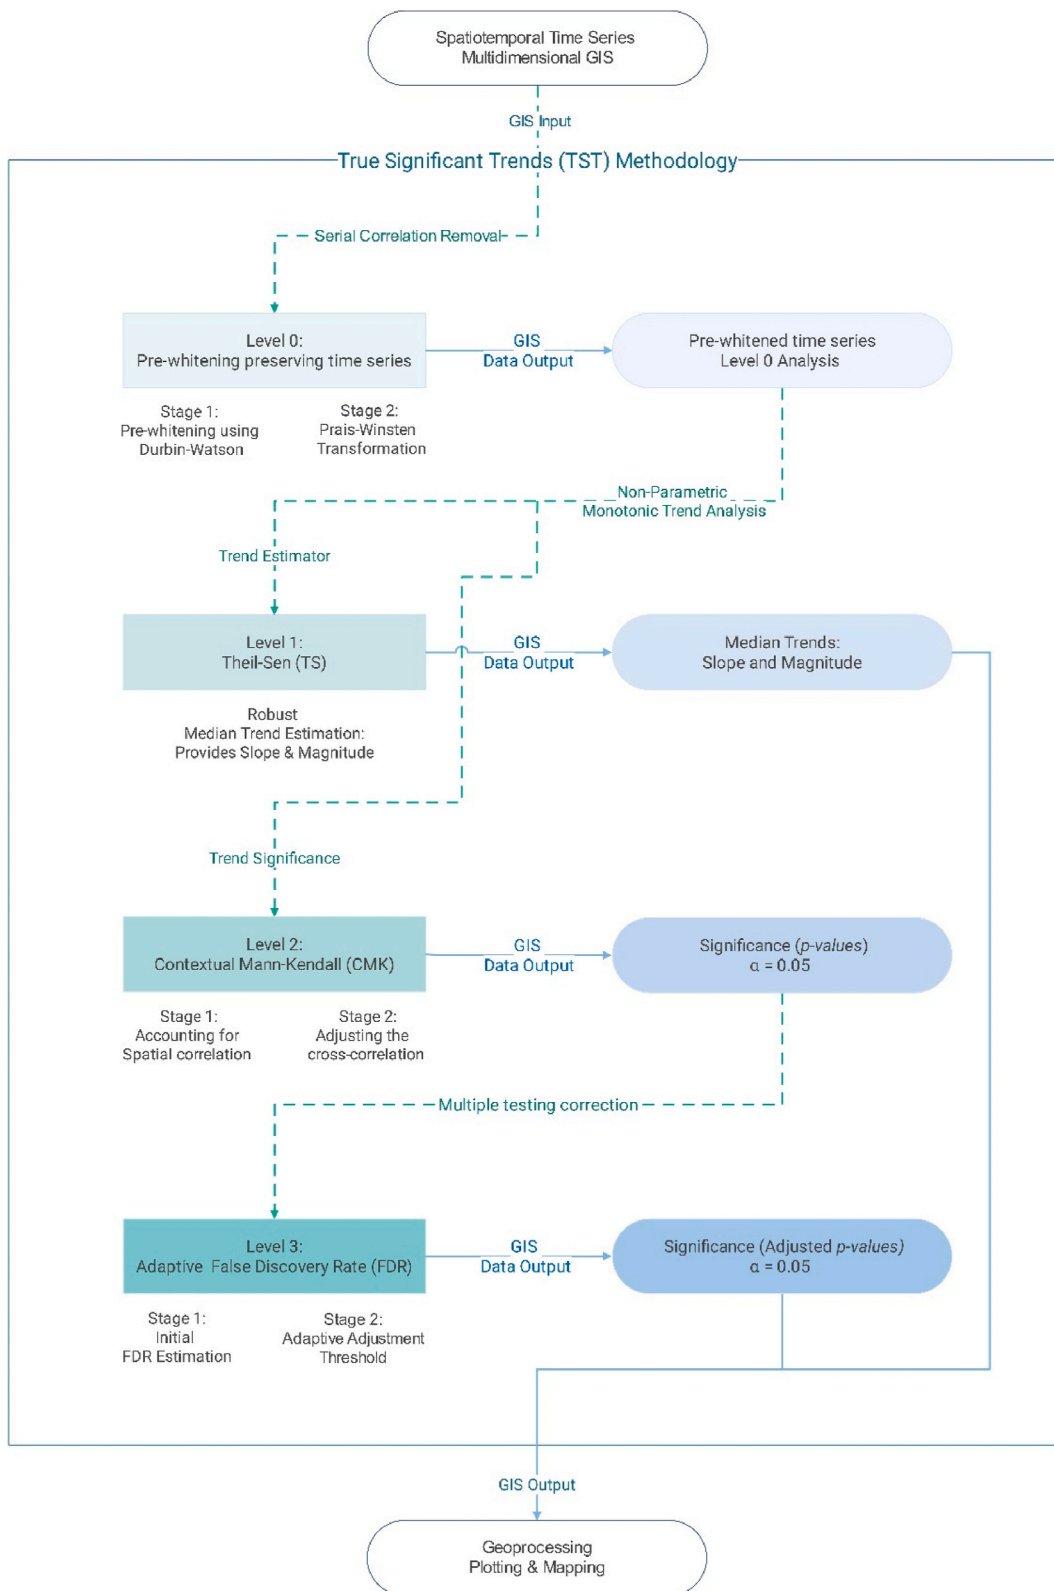 Spatiotemporal Time Series
Multidimensional GIS
GIS Input
True Significant Trends (TST) Methodology
Serial Correlation Removal
Level 0:
Pre-whitening preserving time series
GIS
Data Output
Pre-whitened time series
Level 0 Analysis
Stage 1:
Pre-whitening using
Durbin-Watson
Stage 2:
Prais-Winsten
Transformation
Non-Parametric
Monotonic Trend Analysis
Trend Estimator
Level 1:
Theil-Sen (TS)
GIS
Data Output
Median Trends:
Slope and Magnitude
Robust
Median Trend Estimation:
Provides Slope & Magnitude
Trend Significance
Level 2:
Contextual Mann-Kendall (CMK)
GIS
Data Output
Significance (p-values)
α = 0.05
Stage 1:
Accounting for
Spatial correlation
Stage 2:
Adjusting the
cross-correlation
Multiple testing correction
Level 3:
Adaptive False Discovery Rate (FDR)
GIS
Data Output
Significance (Adjusted p-values)
α = 0.05
Stage 1:
Initial
FDR Estimation
Stage 2:
Adaptive Adjustment
Threshold
GIS Output
Geoprocessing
Plotting & Mapping